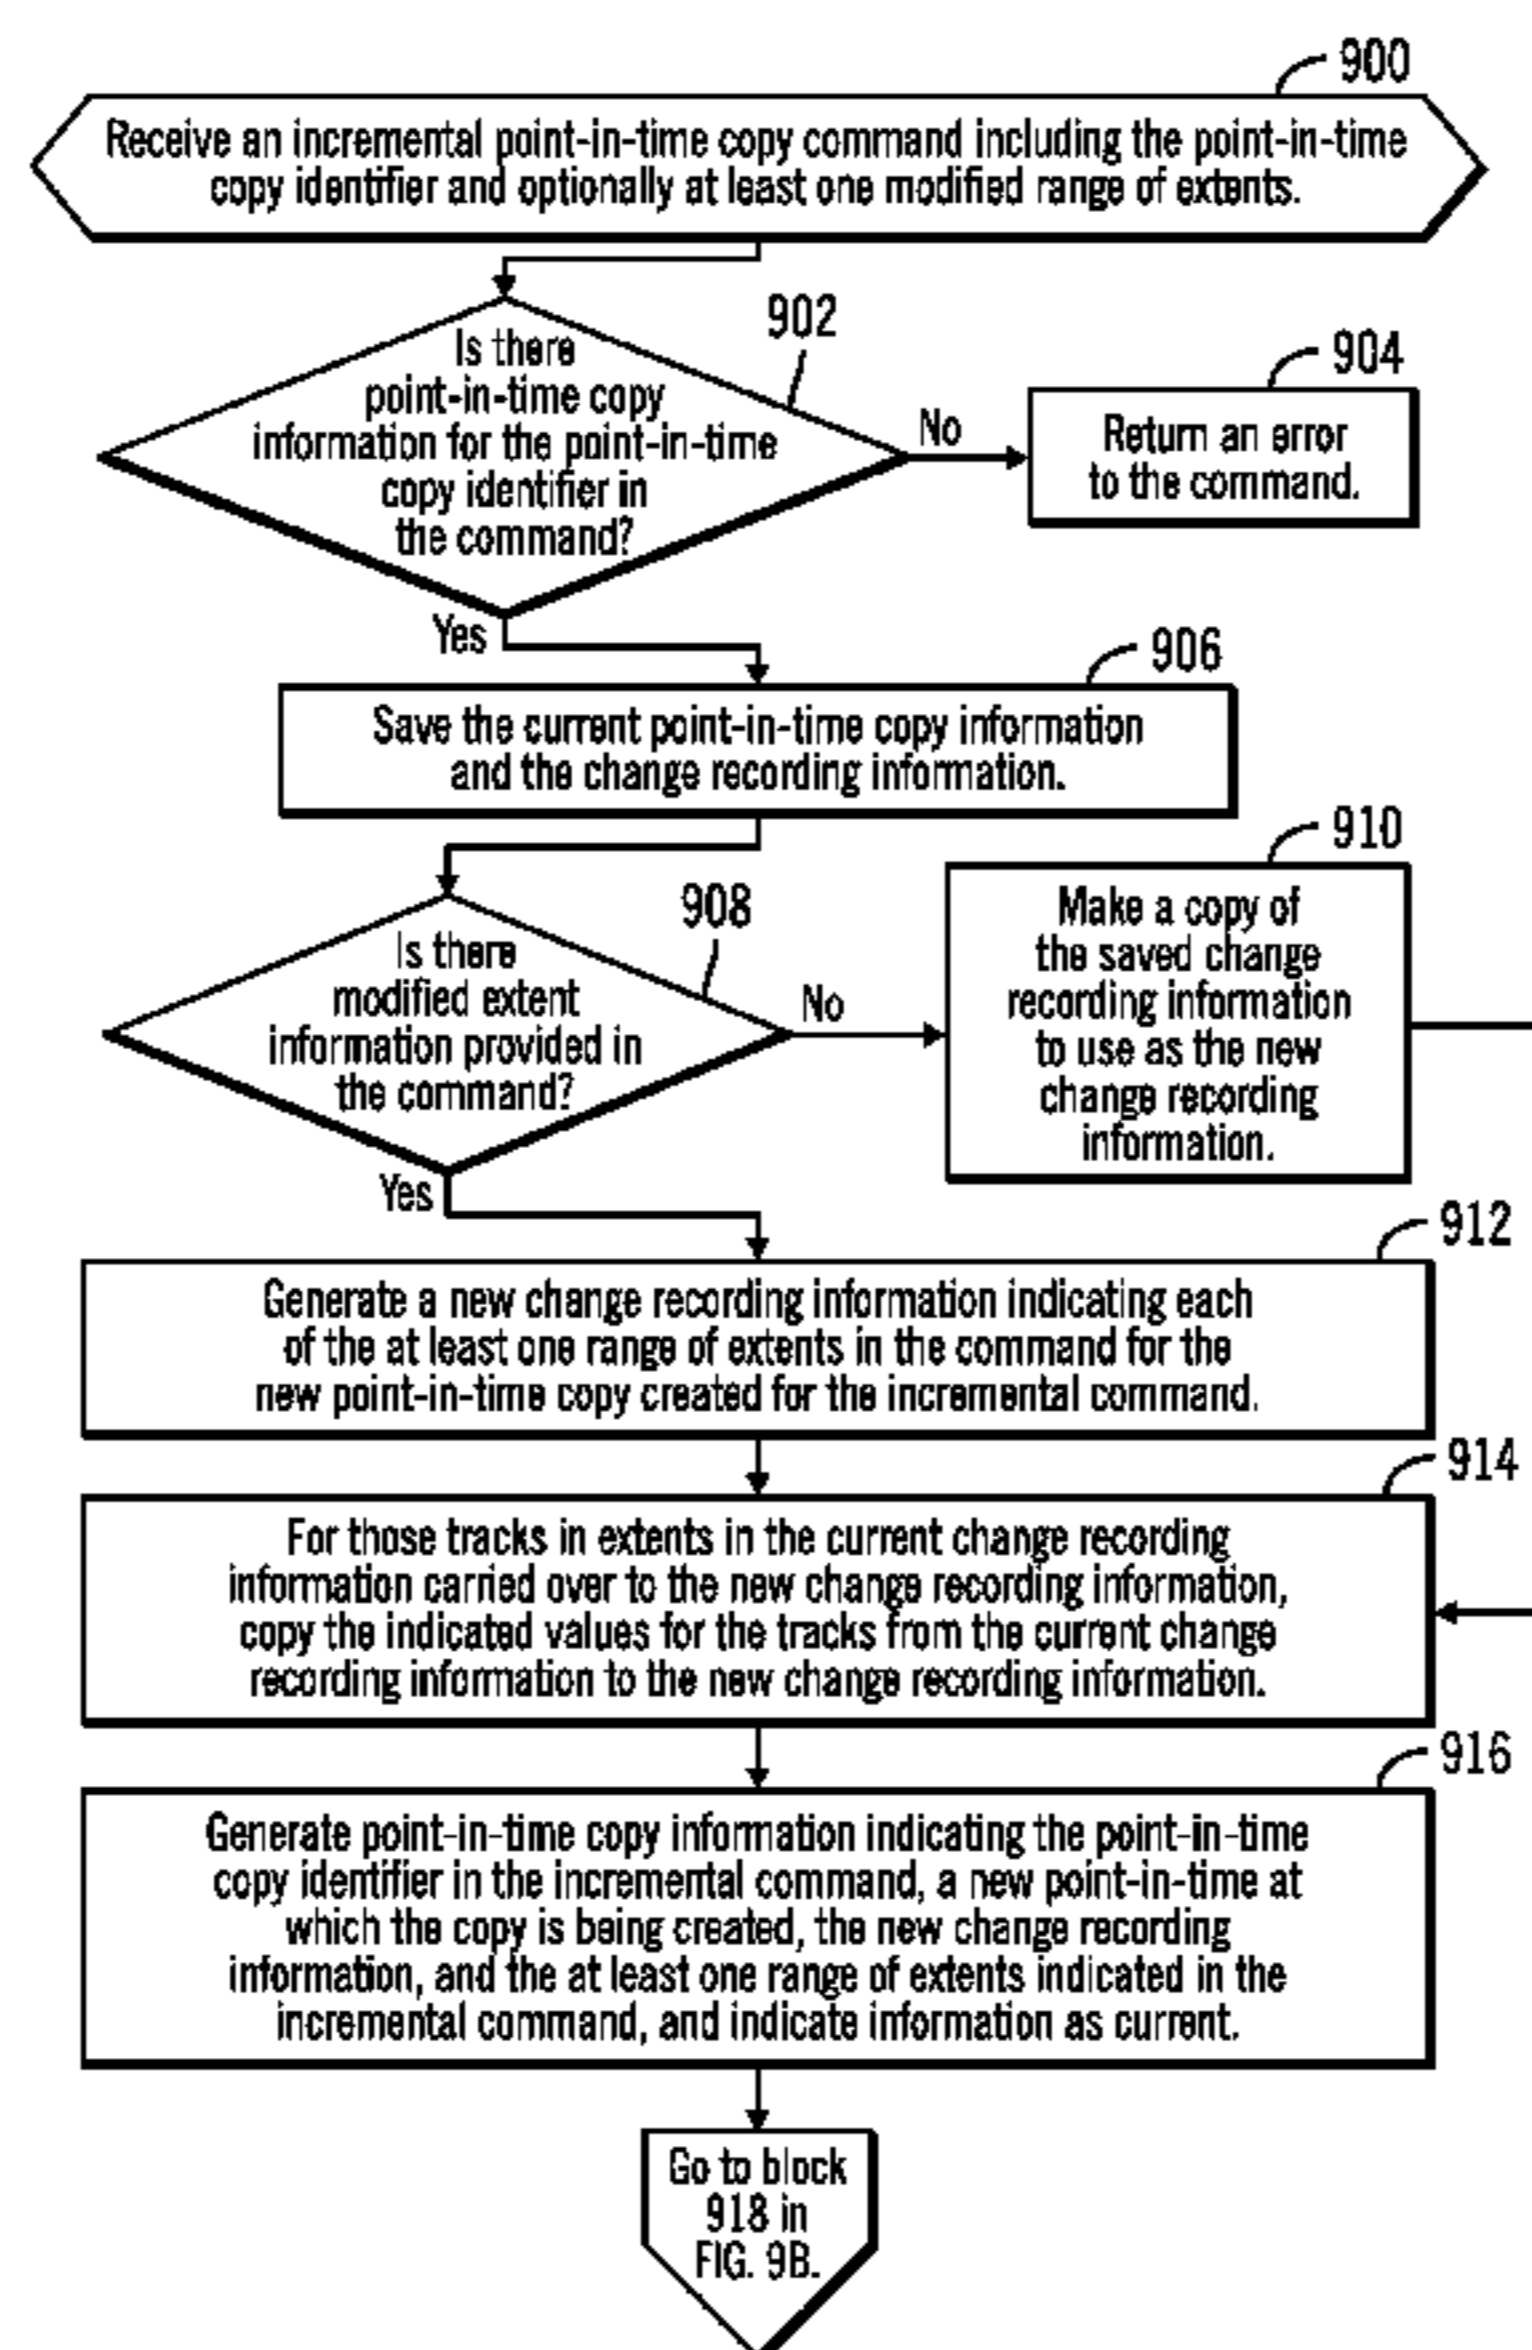 900
Receive an incremental point-in-time copy command including the point-in-time
copy identifier and optionally at least one modified range of extents.
902
Is there
point-in-time copy
information for the point-in-time
copy identifier in
the command?
No
904
Return an error
to the command.
Yes
906
Save the current point-in-time copy information
and the change recording information.
908
Is there
modified extent
information provided in
the command?
No
910
Make a copy of
the saved change
recording information
to use as the new
change recording
information.
Yes
912
Generate a new change recording information indicating each
of the at least one range of extents in the command for the
new point-in-time copy created for the incremental command.
914
For those tracks in extents in the current change recording
information carried over to the new change recording information,
copy the indicated values for the tracks from the current change
recording information to the new change recording information.
916
Generate point-in-time copy information indicating the point-in-time
copy identifier in the incremental command, a new point-in-time at
which the copy is being created, the new change recording
information, and the at least one range of extents indicated in the
incremental command, and indicate information as current.
Go to block
918 in
FIG. 9B.